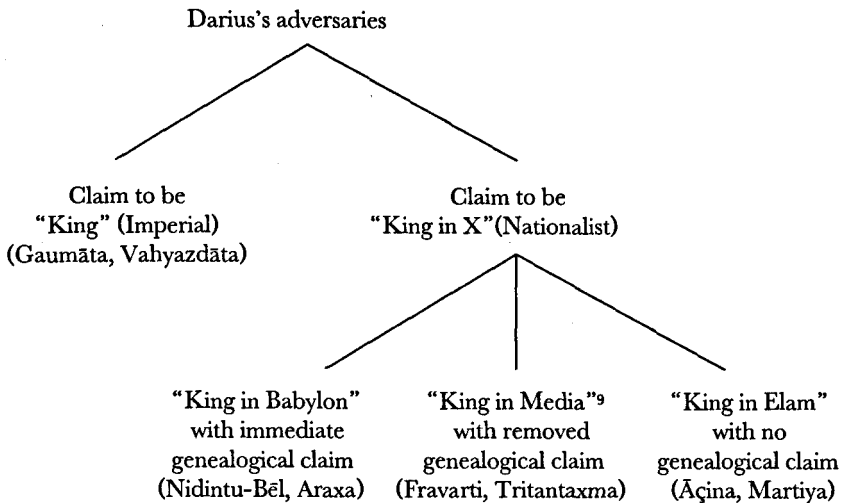 Darius's adversaries
Claim to be
"King" (Imperial)
(Gaumāta, Vahyazdāta)
Claim to be
"King in X"(Nationalist)
"King in Babylon"
with immediate
genealogical claim
(Nidintu-Bēl, Araxa)
"King in Media"⁹
with removed
genealogical claim
(Fravarti, Tritantaxma)
"King in Elam"
with no
genealogical claim
(Āçina, Martiya)